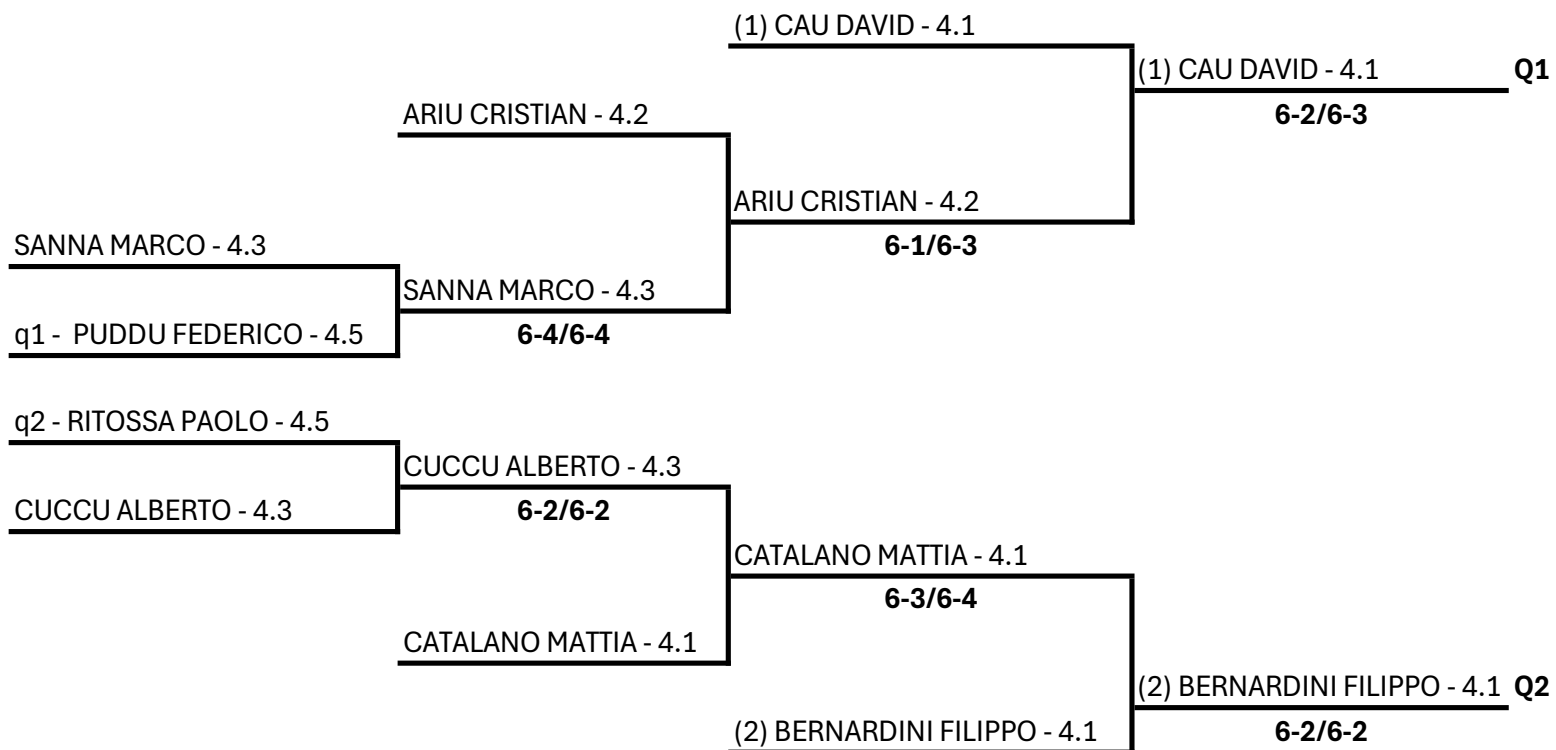 (1) CAU DAVID - 4.1
(1) CAU DAVID - 4.1 Q1
ARIU CRISTIAN - 4.2
6-2/6-3
ARIU CRISTIAN - 4.2
SANNA MARCO - 4.3
6-1/6-3
SANNA MARCO - 4.3
q1 - PUDDU FEDERICO - 4.5
6-4/6-4
q2 - RITOSSA PAOLO - 4.5
CUCCU ALBERTO - 4.3
CUCCU ALBERTO - 4.3
6-2/6-2
CATALANO MATTIA - 4.1
6-3/6-4
CATALANO MATTIA - 4.1
(2) BERNARDINI FILIPPO - 4.1 Q2
(2) BERNARDINI FILIPPO - 4.1
6-2/6-2